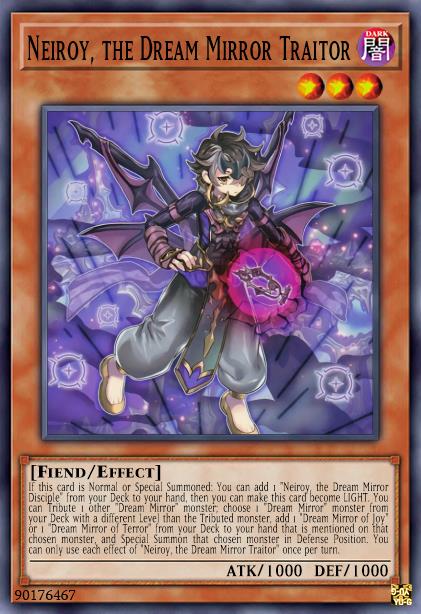 Neiroy, the Dream Mirror Traitor
DARK
闇
[Fiend/Effect]
If this card is Normal or Special Summoned: You can add 1 "Neiroy, the Dream Mirror
Disciple" from your Deck to your hand, then you can make this card become LIGHT. You
can Tribute 1 other "Dream Mirror" monster; choose 1 "Dream Mirror" monster from
your Deck with a different Level than the Tributed monster, add 1 "Dream Mirror of Joy"
or 1 "Dream Mirror of Terror" from your Deck to your hand that is mentioned on that
chosen monster, and Special Summon that chosen monster in Defense Position. You
can only use each effect of "Neiroy, the Dream Mirror Traitor" once per turn.
ATK/1000 DEF/1000
90176467